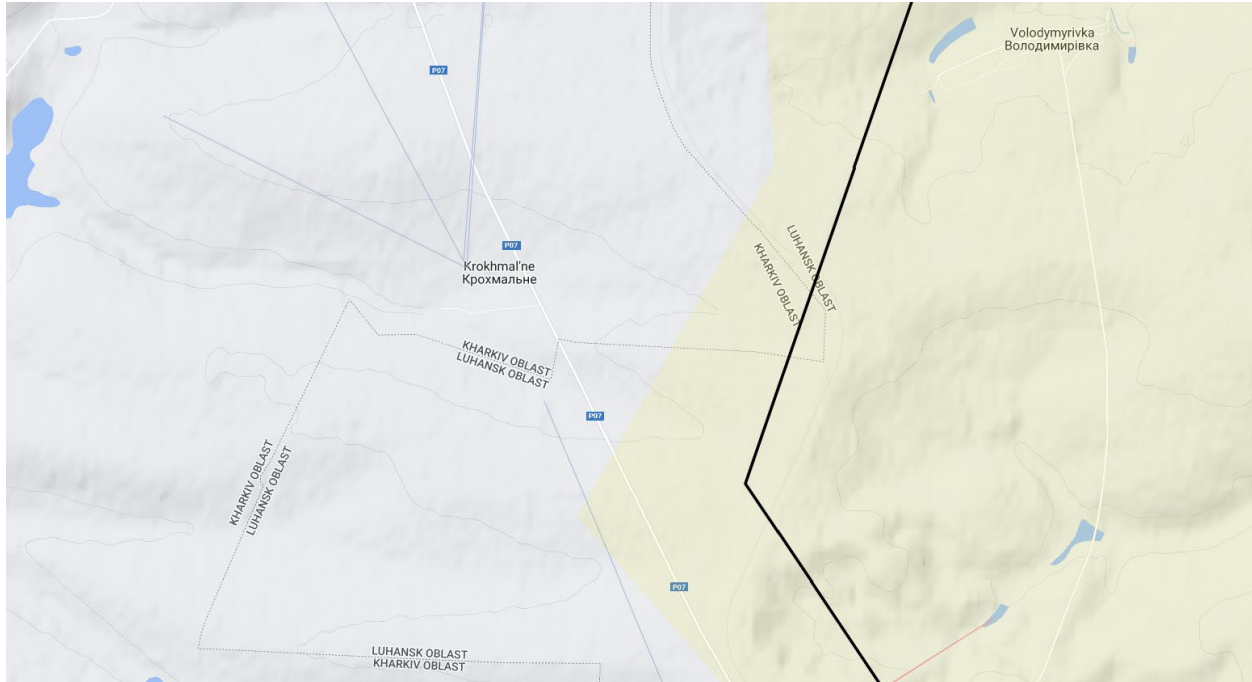 Volodymyrivka
Володимирівка
P07
LUHANSK OBLAST
KHARKIV OBLAST
P07
Krokhmal'ne
Крохмальне
KHARKIV OBLAST
LUHANSK OBLAST
P07
KHARKIV OBLAST
LUHANSK OBLAST
P07
LUHANSK OBLAST
KHARKIV OBLAST